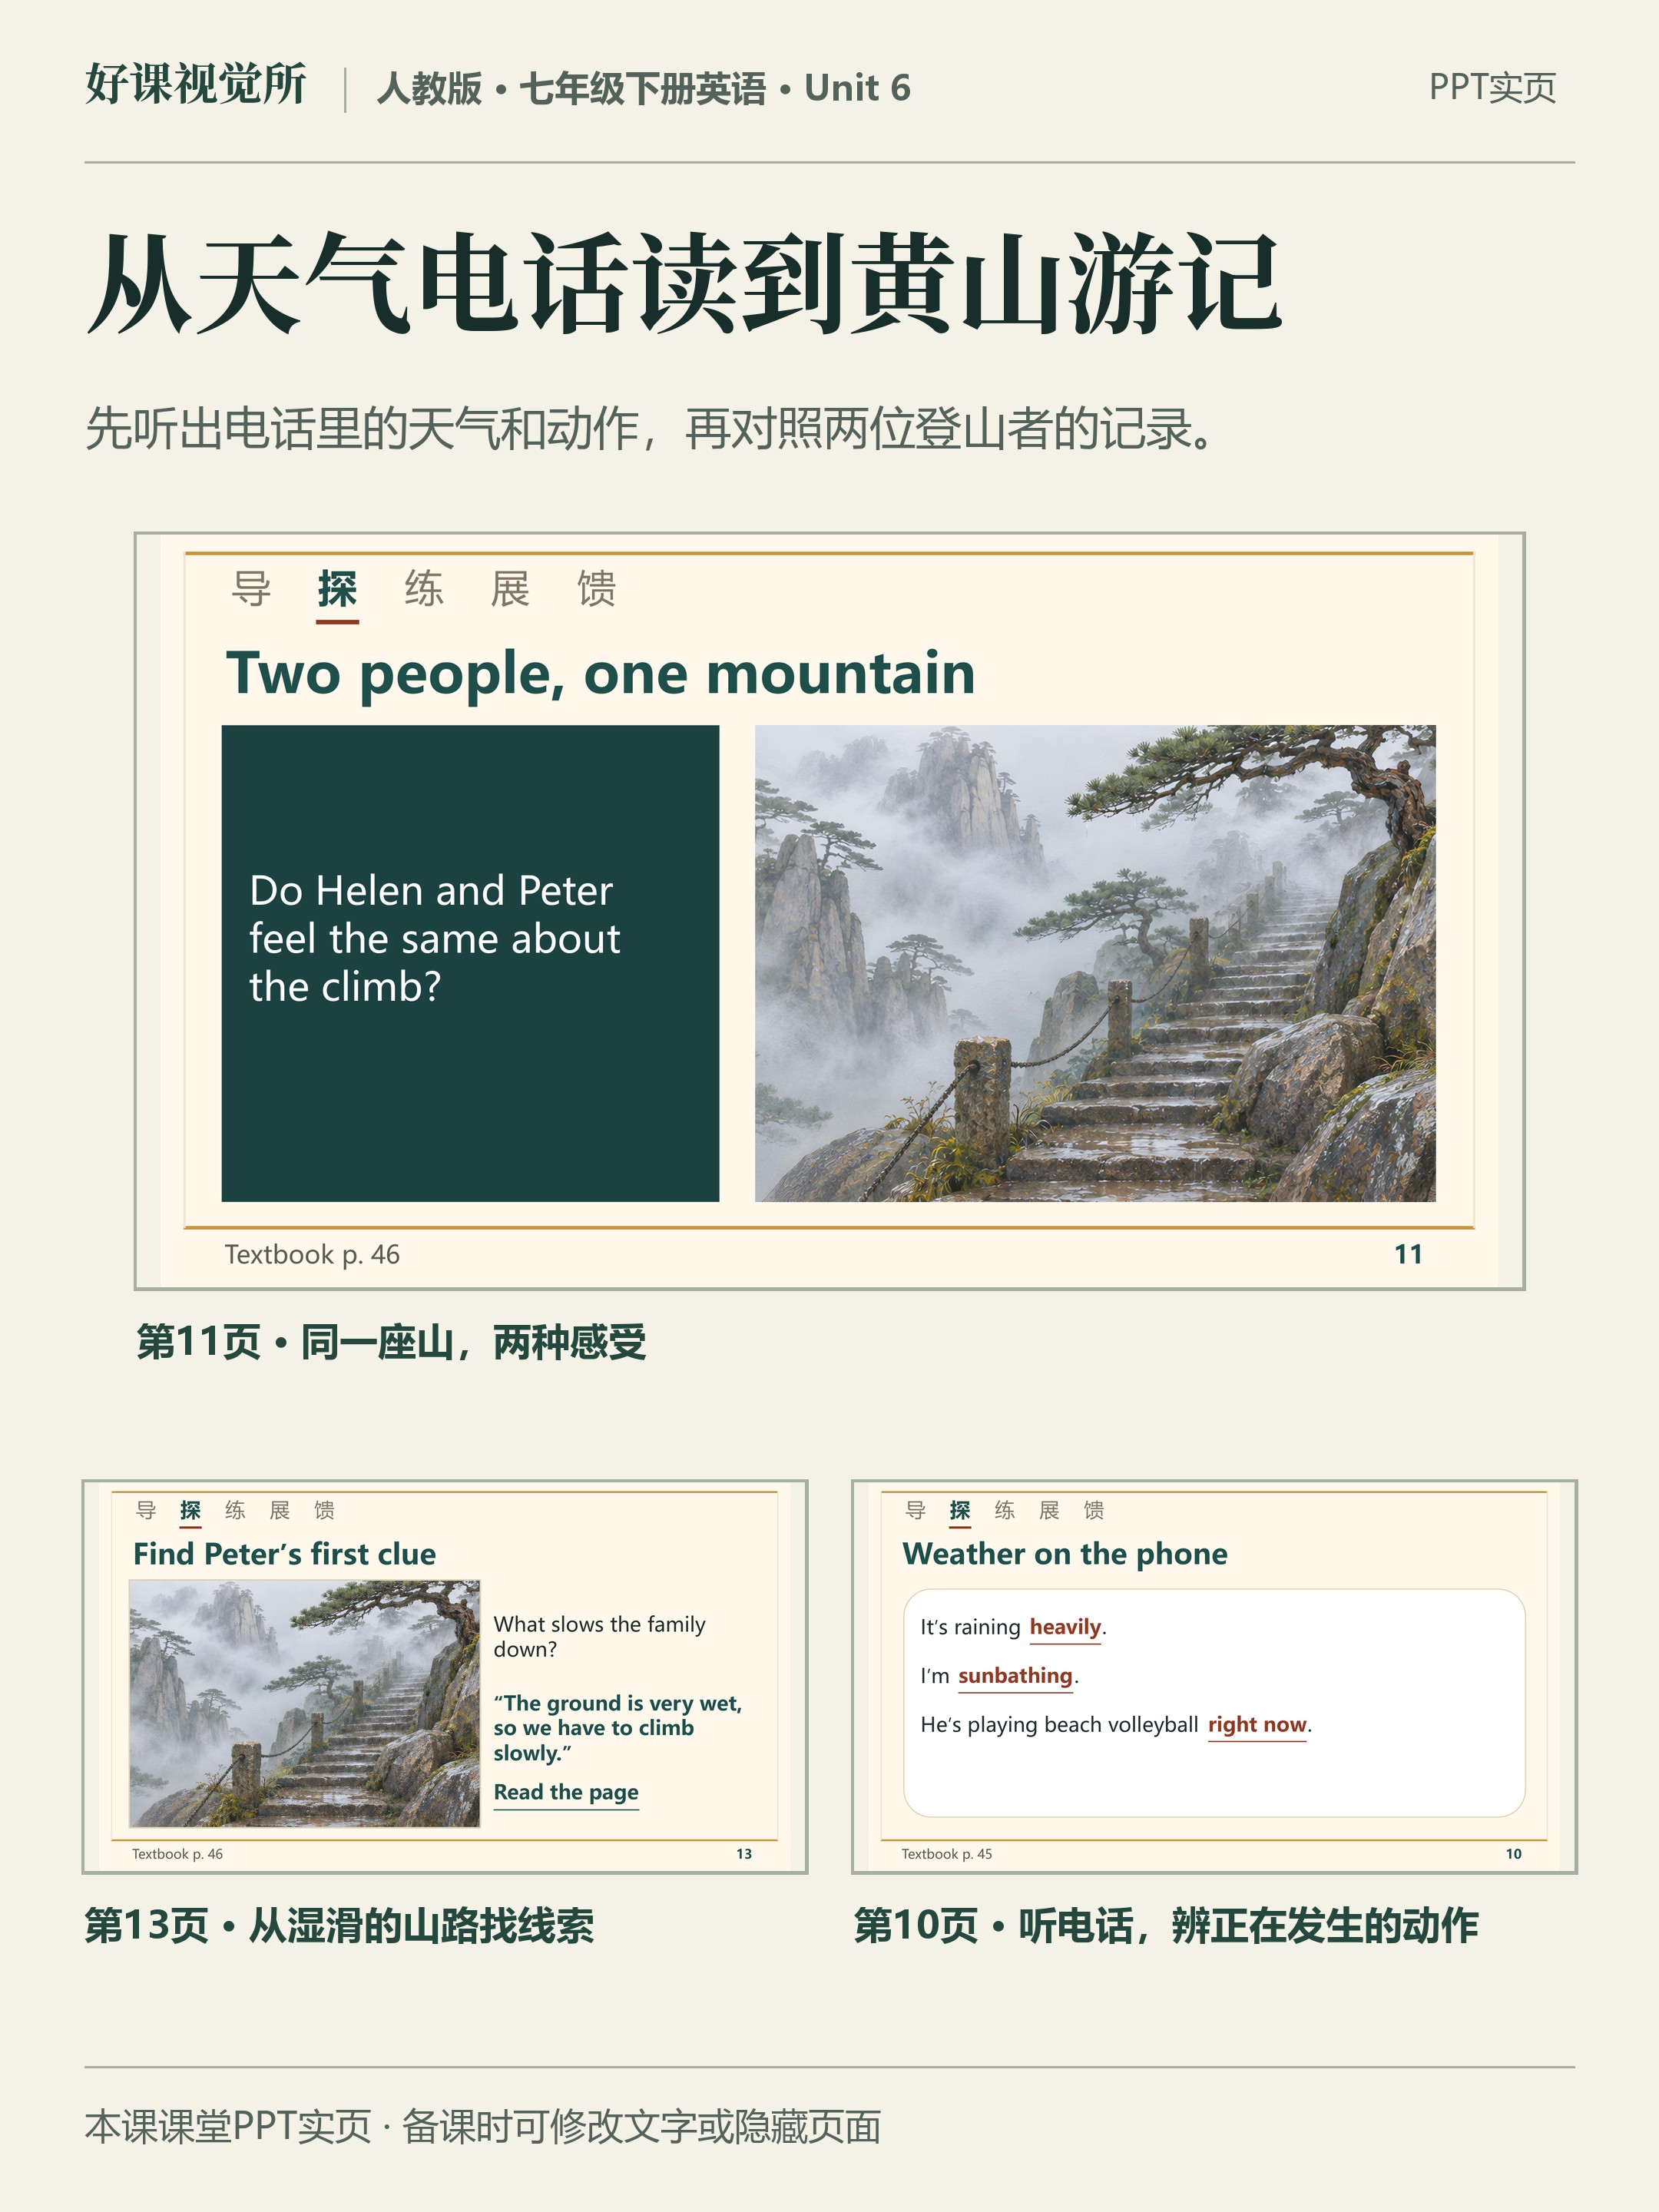 好课视觉所
人教版 • 七年级下册英语 • Unit 6
PPT实页
从天气电话读到黄山游记
先听出电话里的天气和动作，再对照两位登山者的记录。
导 探 练 展 馈
Two people, one mountain
Do Helen and Peter
feel the same about
the climb?
Textbook p. 46
11
第11页 • 同一座山，两种感受
导 探 练 展 馈
Find Peter’s first clue
What slows the family
down?
“The ground is very wet,
so we have to climb
slowly.”
Read the page
Textbook p. 46
13
第13页 • 从湿滑的山路找线索
导 探 练 展 馈
Weather on the phone
It’s raining heavily.
I’m sunbathing.
He’s playing beach volleyball right now.
Textbook p. 45
10
第10页 • 听电话，辨正在发生的动作
本课课堂PPT实页 · 备课时可修改文字或隐藏页面